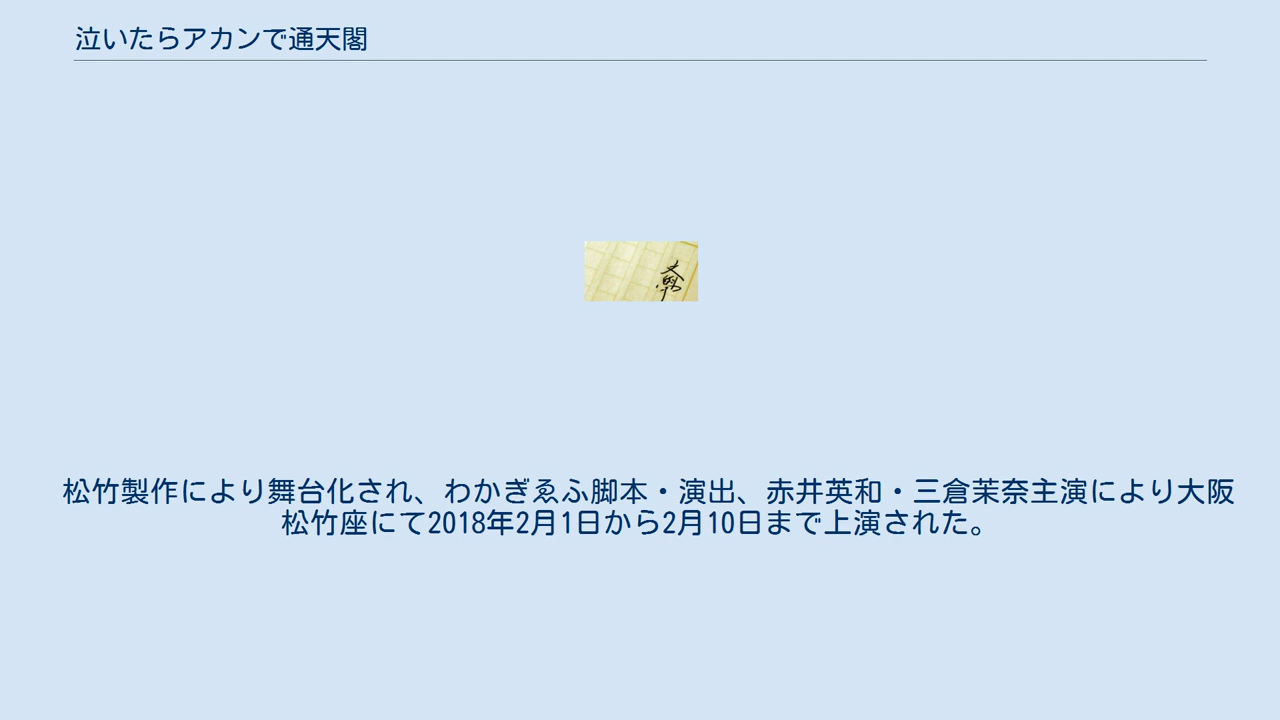 泣いたらアカンで通天閣
松竹製作により舞台化され、わかぎゑふ脚本・演出、赤井英和・三倉茉奈主演により大阪
松竹座にて2018年2月1日から2月10日まで上演された。